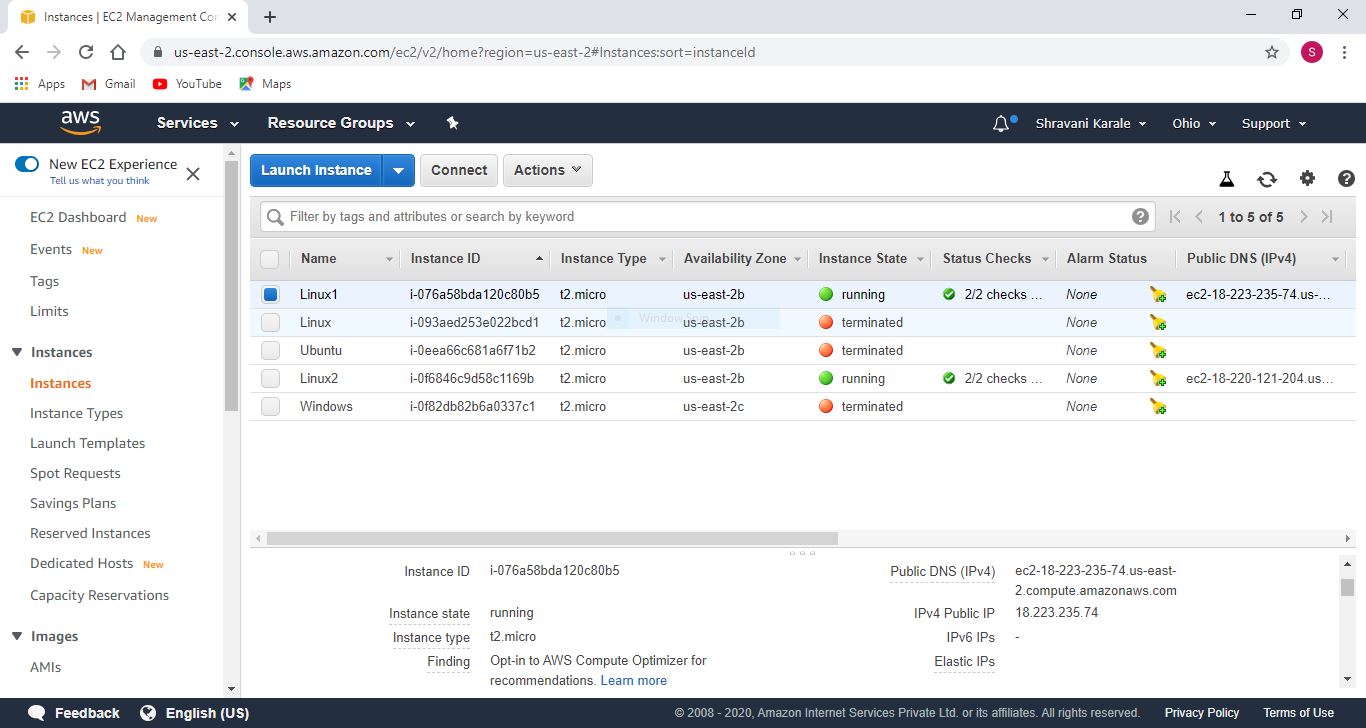 Instances | EC2 Management Con
us-east-2.console.aws.amazon.com/ec2/v2/home?region=us-east-2#Instances:sort=instanceId
S
Apps Gmail YouTube Maps
aws Services Resource Groups Shravani Karale Ohio Support
New EC2 Experience
Tell us what you think
EC2 Dashboard New
Events New
Tags
Limits
Instances
Instances
Instance Types
Launch Templates
Spot Requests
Savings Plans
Reserved Instances
Dedicated Hosts New
Capacity Reservations
Images
AMIs
Launch Instance Connect Actions
Filter by tags and attributes or search by keyword 1 to 5 of 5
Name Instance ID Instance Type Availability Zone Instance State Status Checks Alarm Status Public DNS (IPv4)
Linux1 i-076a58bda120c80b5 t2.micro us-east-2b running 2/2 checks ... None ec2-18-223-235-74.us-...
Linux i-093aed253e022bcd1 t2.micro us-east-2b terminated None
Window Snip
Ubuntu i-0eea66c681a6f71b2 t2.micro us-east-2b terminated None
Linux2 i-0f6846c9d58c1169b t2.micro us-east-2b running 2/2 checks ... None ec2-18-220-121-204.us...
Windows i-0f82db82b6a0337c1 t2.micro us-east-2c terminated None
Instance ID i-076a58bda120c80b5
Instance state running
Instance type t2.micro
Finding Opt-in to AWS Compute Optimizer for
recommendations. Learn more
Public DNS (IPv4) ec2-18-223-235-74.us-east-
2.compute.amazonaws.com
IPv4 Public IP 18.223.235.74
IPv6 IPs -
Elastic IPs
Feedback English (US) © 2008 - 2020, Amazon Internet Services Private Ltd. or its affiliates. All rights reserved. Privacy Policy Terms of Use